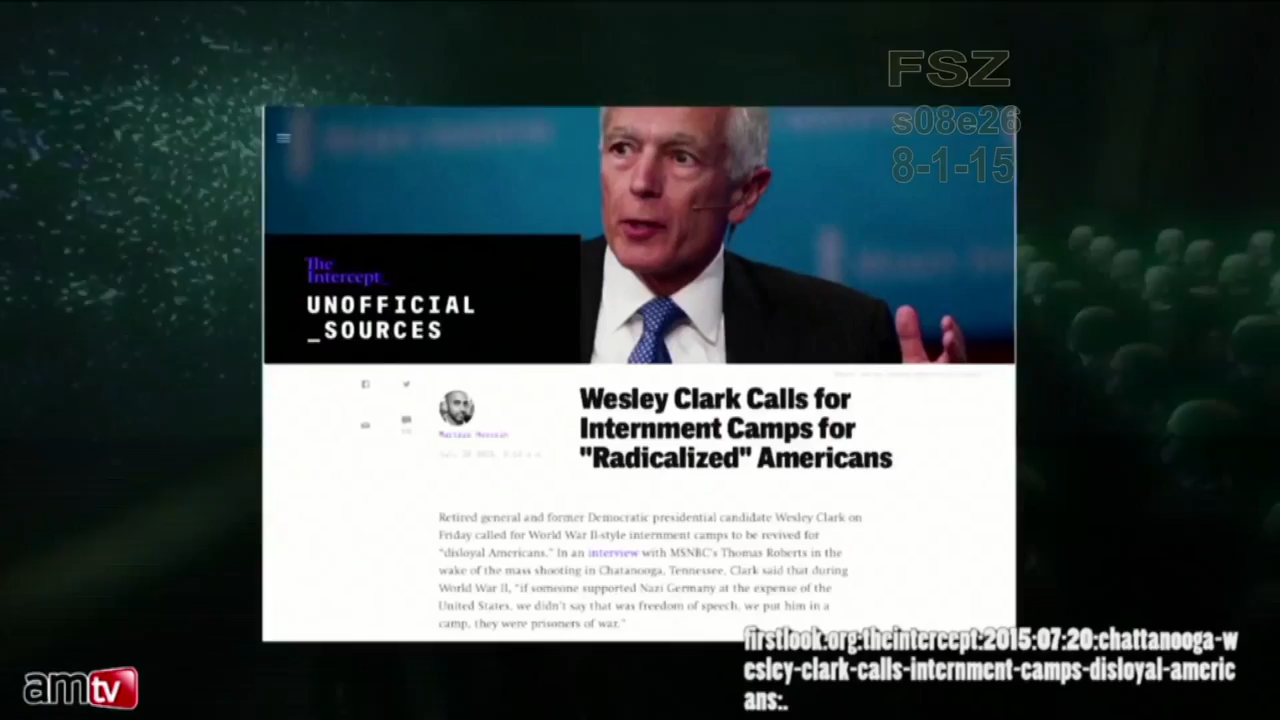 FSZ
s08e26
8-1-15
The
Intercept_
UNOFFICIAL
_SOURCES
Wesley Clark Calls for
Internment Camps for
"Radicalized" Americans
Retired general and former Democratic presidential candidate Wesley Clark on
Friday called for World War II-style internment camps to be revived for
“disloyal Americans.” In an interview with MSNBC's Thomas Roberts in the
wake of the mass shooting in Chatanooga, Tennessee, Clark said that during
World War II, “if someone supported Nazi Germany at the expense of the
United States, we didn't say that was freedom of speech, we put him in a
camp, they were prisoners of war.”
firstlook:org:theintercept:2015:07:20:chattanooga-w
esley-clark-calls-internment-camps-disloyal-americ
ans:.
amtv